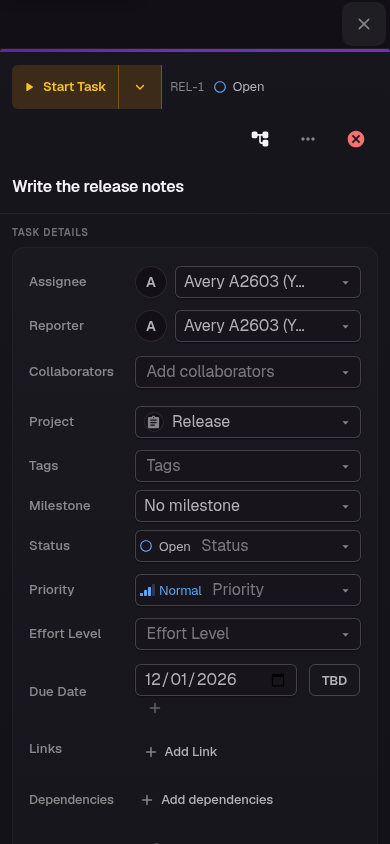 Start Task
REL-1
Open
Write the release notes
TASK DETAILS
Assignee
A
Avery A2603 (Y...
Reporter
A
Avery A2603 (Y...
Collaborators
Add collaborators
Project
Release
Tags
Tags
Milestone
No milestone
Status
Open Status
Priority
Normal Priority
Effort Level
Effort Level
Due Date
12/01/2026
TBD
Links
Add Link
Dependencies
Add dependencies